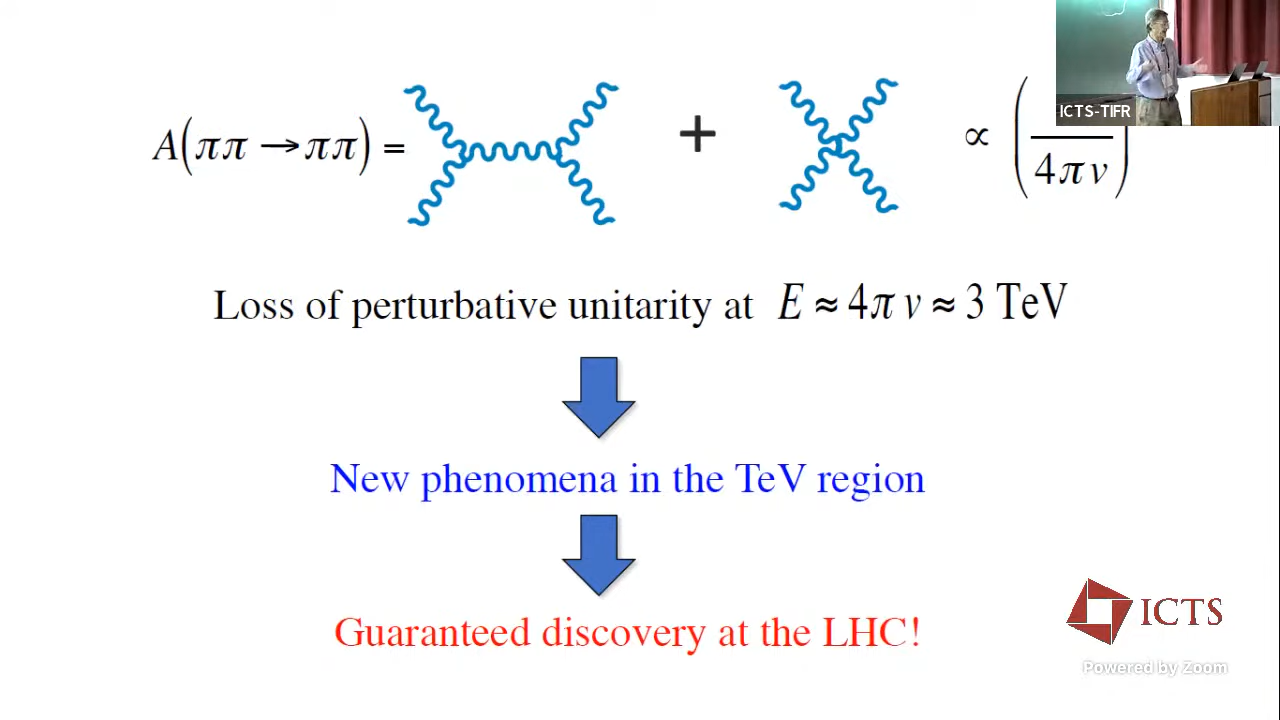 ICTS-TIFR
A(ππ → ππ) = + ∝ ( / 4π v )
Loss of perturbative unitarity at E ≈ 4π v ≈ 3 TeV
New phenomena in the TeV region
Guaranteed discovery at the LHC!
ICTS
Powered by Zoom